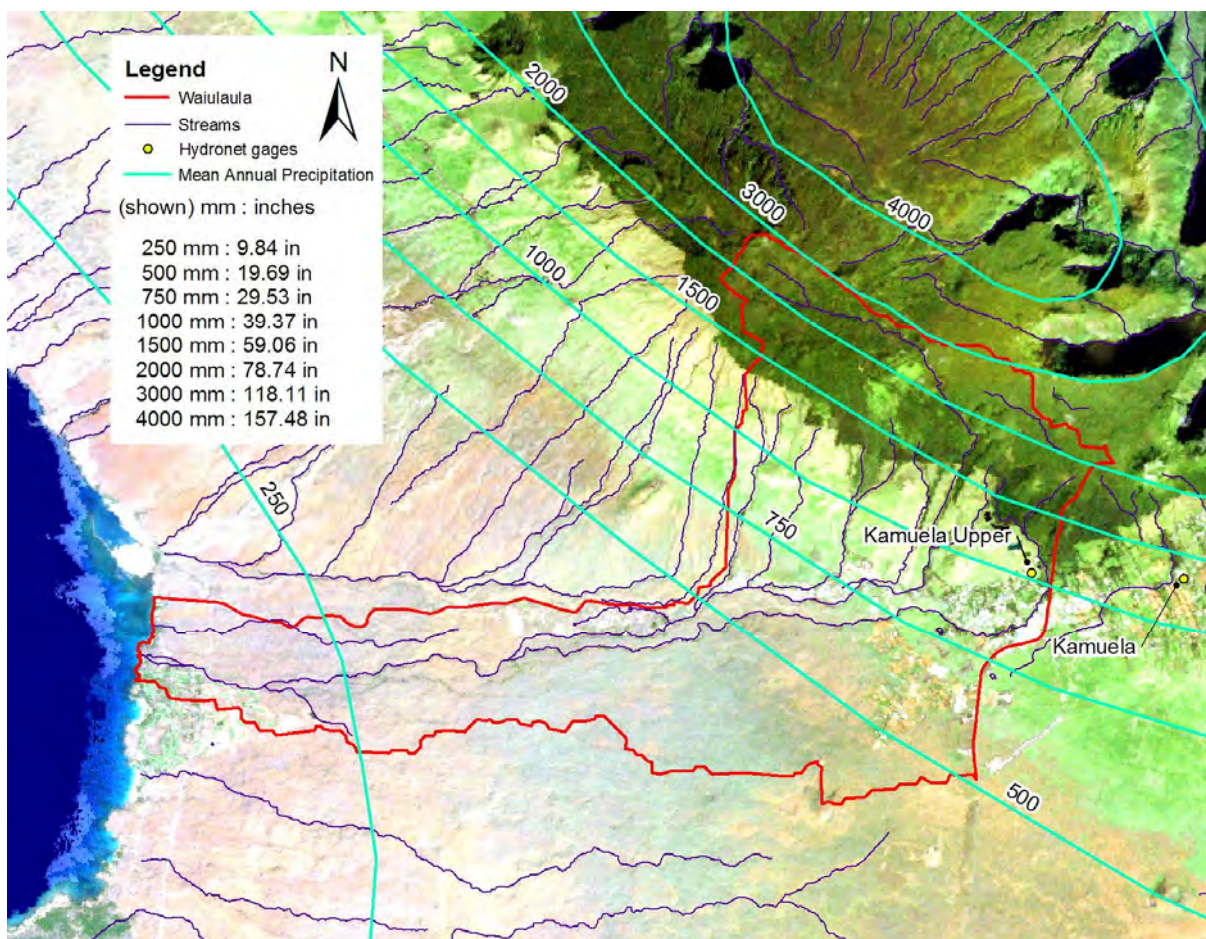 Legend
N
Waiulaula
Streams
Hydronet gages
Mean Annual Precipitation
(shown) mm : inches
250 mm : 9.84 in
500 mm : 19.69 in
750 mm : 29.53 in
1000 mm : 39.37 in
1500 mm : 59.06 in
2000 mm : 78.74 in
3000 mm : 118.11 in
4000 mm : 157.48 in
2000
3000
4000
1000
1500
250
750
Kamuela Upper
Kamuela
500